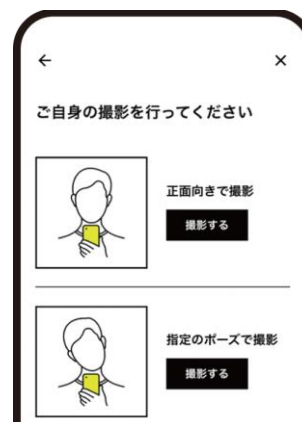 ご自身の撮影を行ってください
正面向きで撮影
撮影する
指定のポーズで撮影
撮影する